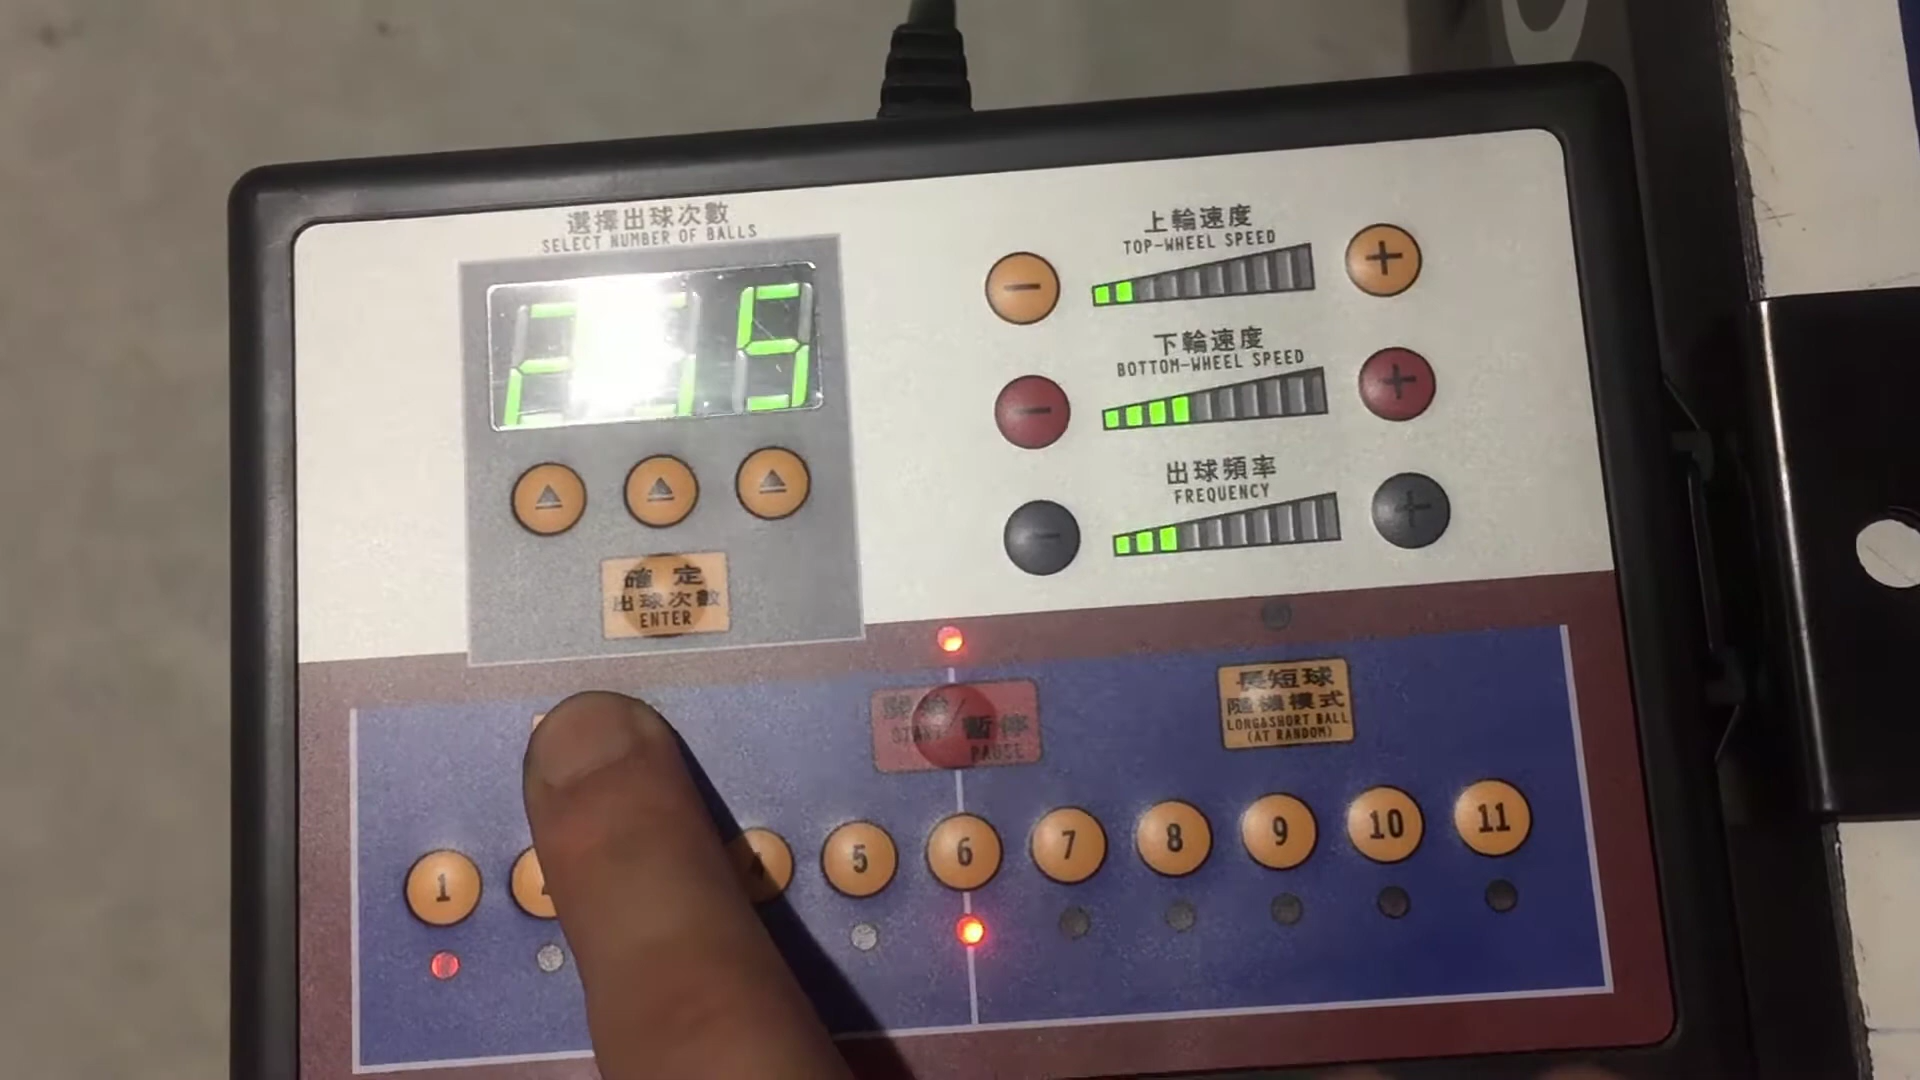 選擇出球次數
SELECT NUMBER OF BALLS
5
確定
出球次數
ENTER
上輪速度
TOP-WHEEL SPEED
− +
下輪速度
BOTTOM-WHEEL SPEED
− +
出球頻率
FREQUENCY
− +
暫停
START PAUSE
長短球
隨機模式
LONG&SHORT BALL
(AT RANDOM)
1 5 6 7 8 9 10 11